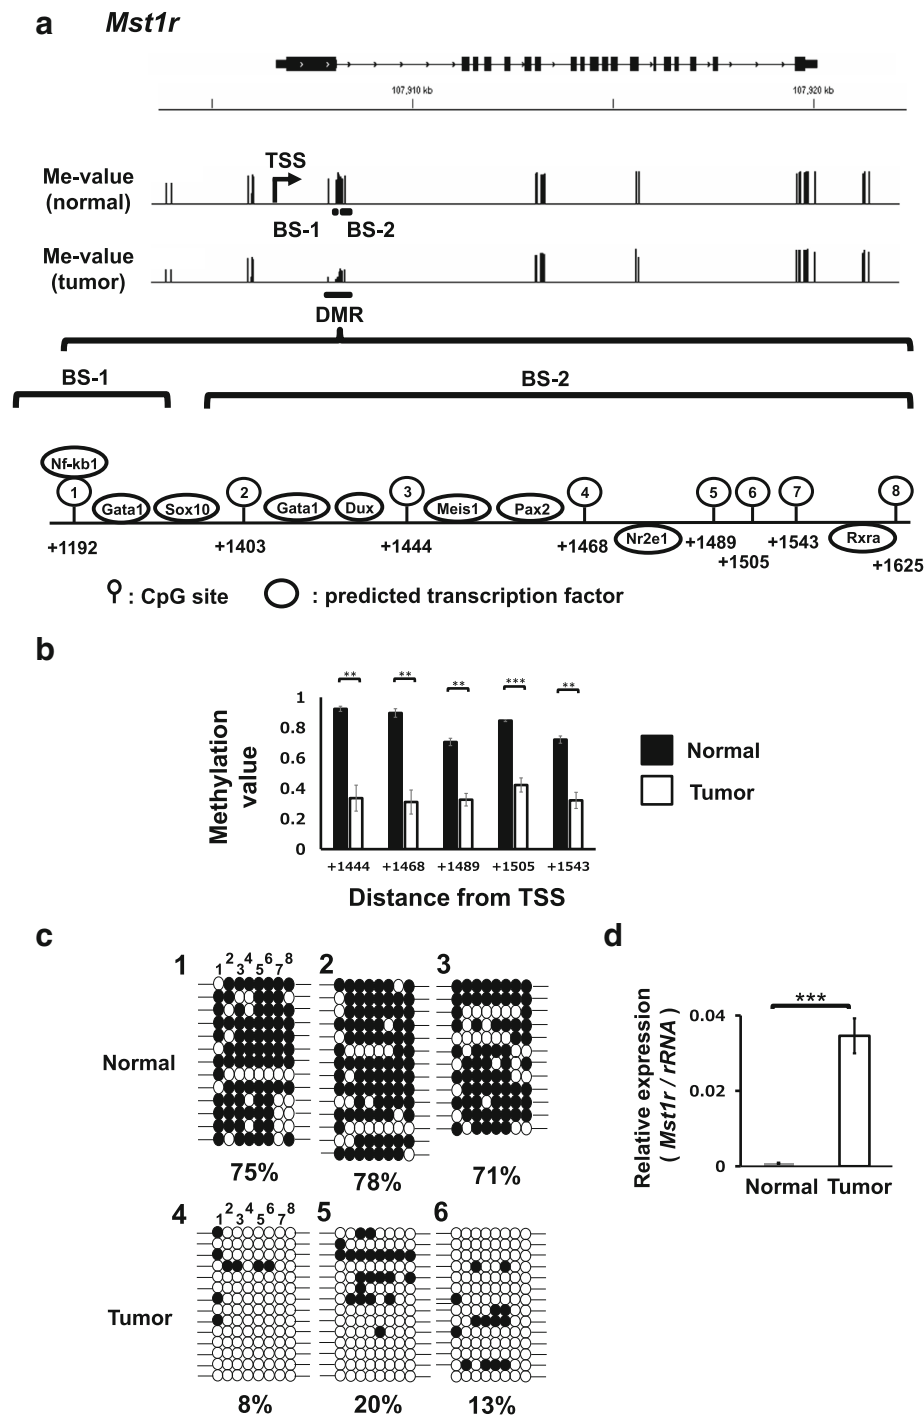 a Mst1r
107,910 kb 107,920 kb
TSS
Me-value
(normal)
BS-1 BS-2
Me-value
(tumor)
DMR
BS-1 BS-2
Nf-kb1
1 Gata1 Sox10 2 Gata1 Dux 3 Meis1 Pax2 4 Nr2e1 5 6 7 Rxra 8
+1192 +1403 +1444 +1468 +1489 +1505 +1543 +1625
: CpG site : predicted transcription factor
b
** ** ** *** **
Methylation
value
1
0.8
0.6
0.4
0.2
0
+1444 +1468 +1489 +1505 +1543
Distance from TSS
Normal
Tumor
c
1 2 3
1 2 3 4 5 6 7 8
Normal
75% 78% 71%
4 5 6
1 2 3 4 5 6 7 8
Tumor
8% 20% 13%
d
***
Relative expression
( Mst1r / rRNA )
0.04
0.02
0
Normal Tumor